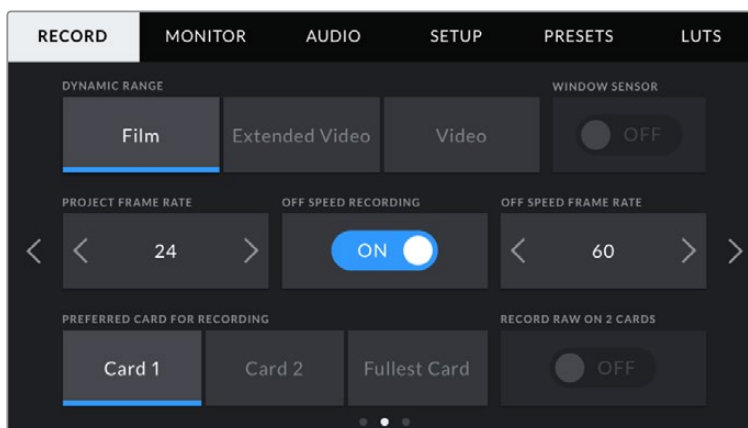 RECORD MONITOR AUDIO SETUP PRESETS LUTS
DYNAMIC RANGE WINDOW SENSOR
Film Extended Video Video OFF
PROJECT FRAME RATE OFF SPEED RECORDING OFF SPEED FRAME RATE
24 ON 60
PREFERRED CARD FOR RECORDING RECORD RAW ON 2 CARDS
Card 1 Card 2 Fullest Card OFF